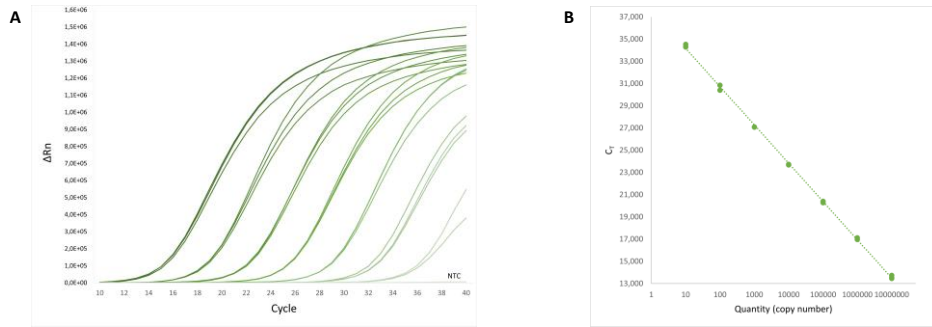 A
1,6E+06
1,4E+06
1,3E+06
1,2E+06
1,1E+06
1,0E+06
9,0E+05
8,0E+05
7,0E+05
6,0E+05
5,0E+05
4,0E+05
3,0E+05
2,0E+05
1,0E+05
0,0E+00
ΔRn
NTC
10 12 14 16 18 20 22 24 26 28 30 32 34 36 38 40
Cycle
B
37,000
35,000
33,000
31,000
29,000
27,000
25,000
23,000
21,000
19,000
17,000
15,000
13,000
CT
1 10 100 1000 10000 100000 1000000 10000000
Quantity (copy number)